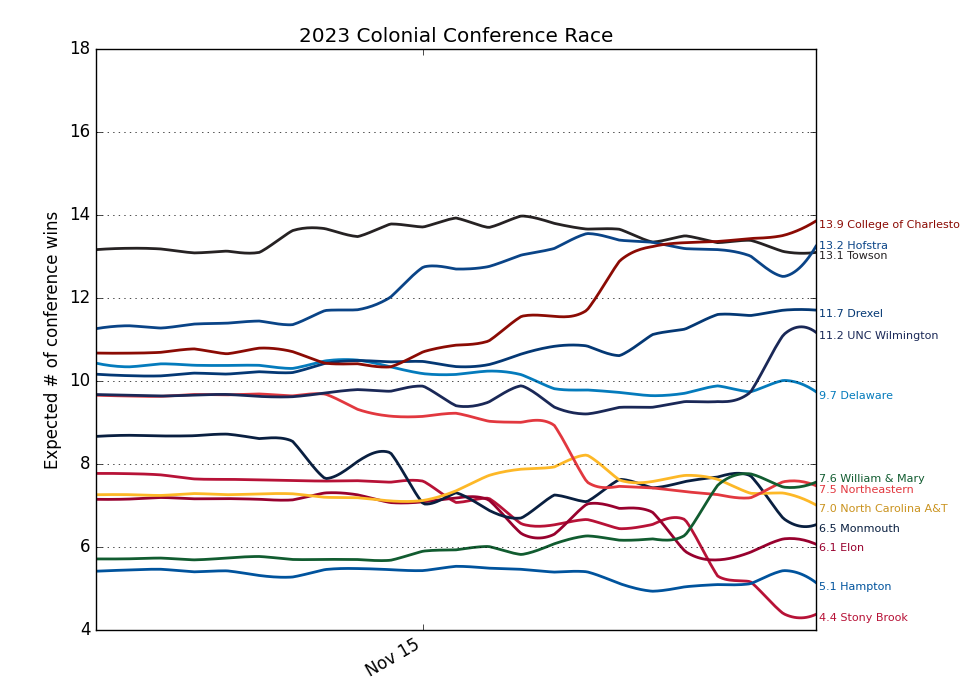 2023 Colonial Conference Race
Expected # of conference wins
18
16
14
12
10
8
6
4
Nov 15
13.9 College of Charlesto
13.2 Hofstra
13.1 Towson
11.7 Drexel
11.2 UNC Wilmington
9.7 Delaware
7.6 William & Mary
7.5 Northeastern
7.0 North Carolina A&T
6.5 Monmouth
6.1 Elon
5.1 Hampton
4.4 Stony Brook